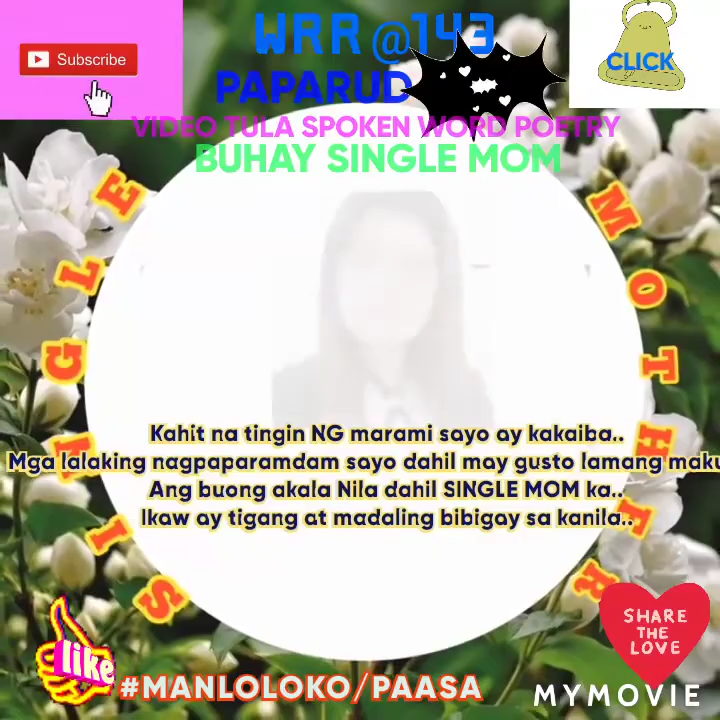 WRR @143
Subscribe
CLICK
PAPARUD
VIDEO TULA SPOKEN WORD POETRY
BUHAY SINGLE MOM
SINGLE MOTHER
Kahit na tingin NG marami sayo ay kakaiba..
Mga lalaking nagpaparamdam sayo dahil may gusto lamang maku
Ang buong akala Nila dahil SINGLE MOM ka..
Ikaw ay tigang at madaling bibigay sa kanila..
SHARE
THE
LOVE
like
#MANLOLOKO/PAASA
MYMOVIE